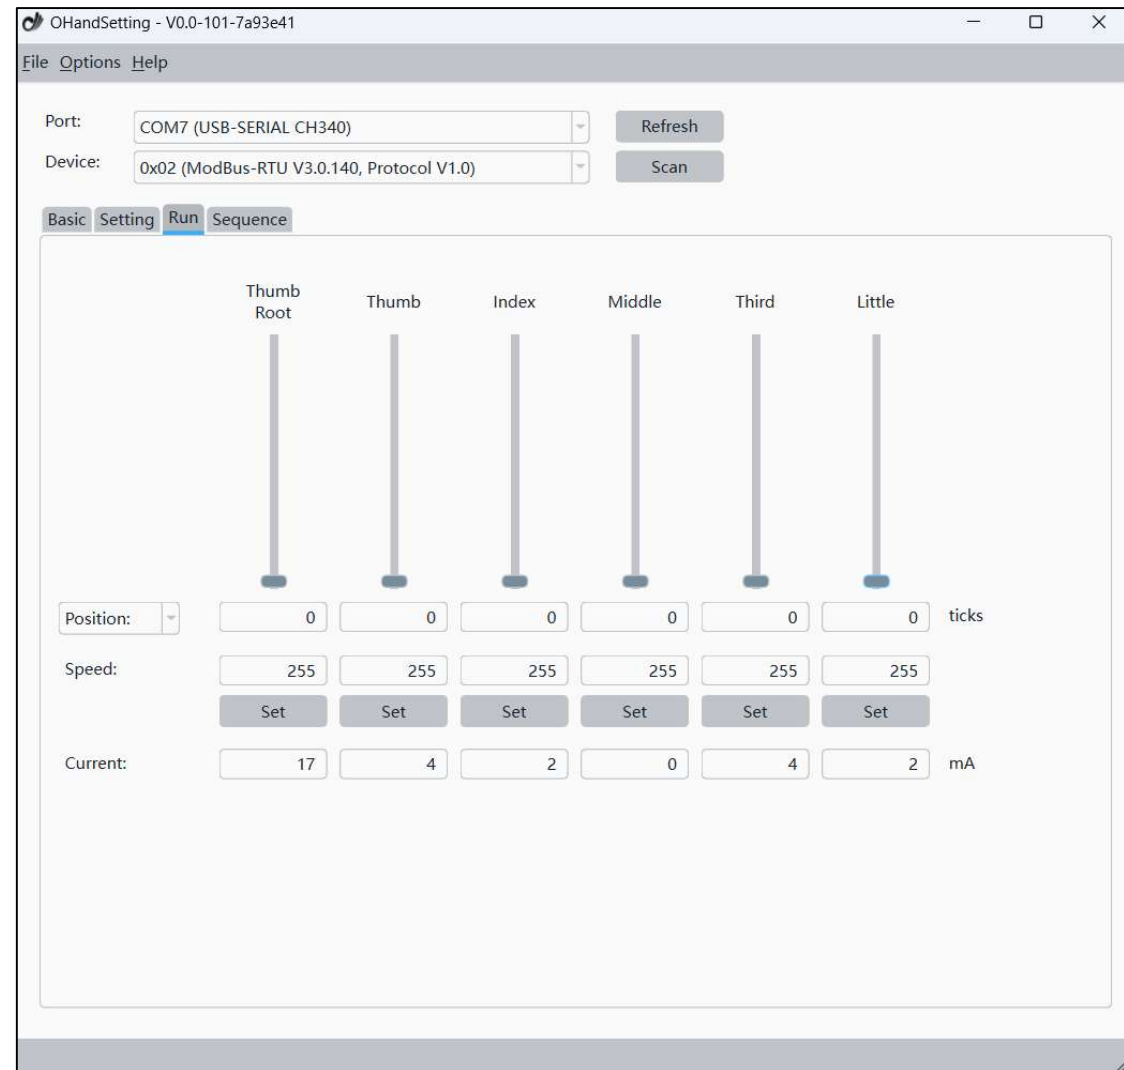 OHandSetting - V0.0-101-7a93e41
File Options Help
Port: COM7 (USB-SERIAL CH340) Refresh
Device: 0x02 (ModBus-RTU V3.0.140, Protocol V1.0) Scan
Basic Setting Run Sequence
Thumb Root Thumb Index Middle Third Little
Position: 0 0 0 0 0 0 ticks
Speed: 255 255 255 255 255 255
Set Set Set Set Set Set
Current: 17 4 2 0 4 2 mA